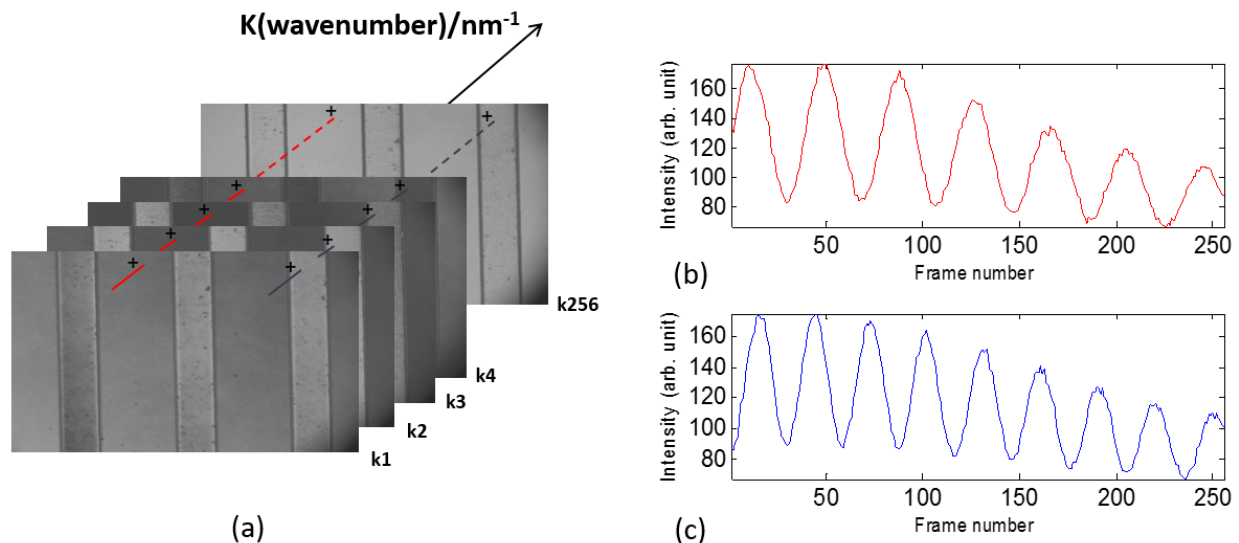 K(wavenumber)/nm⁻¹
k256
k4
k3
k2
k1
(a)
Intensity (arb. unit)
160
140
120
100
80
50
100
150
200
250
Frame number
(b)
Intensity (arb. unit)
160
140
120
100
80
50
100
150
200
250
Frame number
(c)